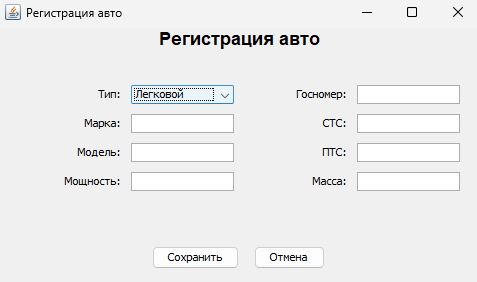 Регистрация авто
Регистрация авто
Тип: Легковой Госномер:
Марка: СТС:
Модель: ПТС:
Мощность: Масса:
Сохранить Отмена